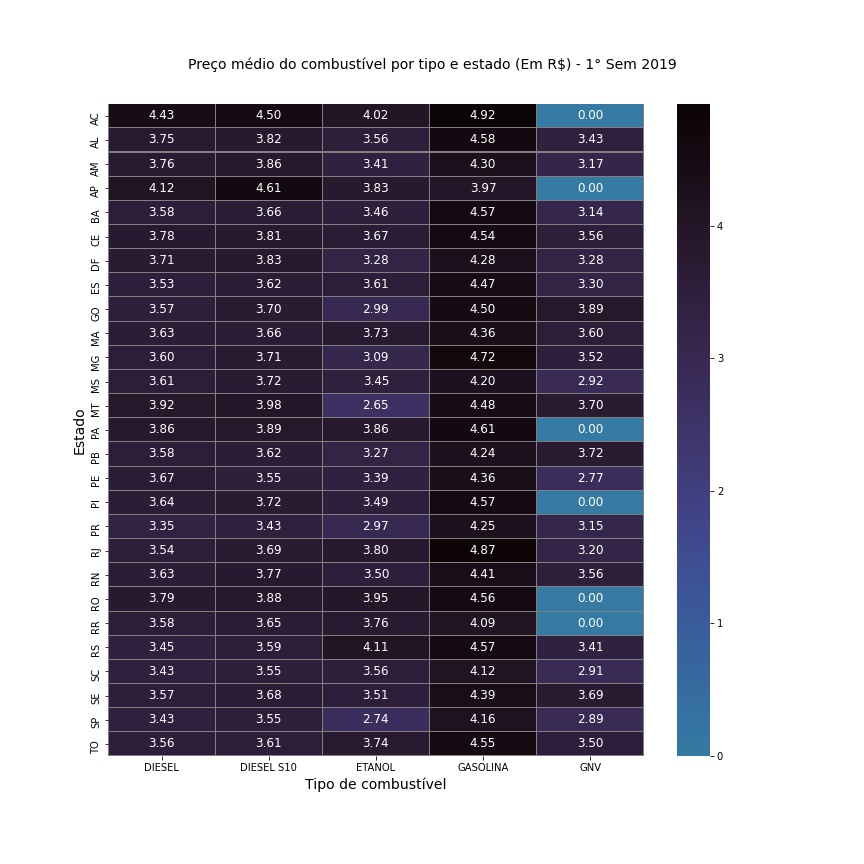 Preço médio do combustível por tipo e estado (Em R$) - 1° Sem 2019
AC 4.43 4.50 4.02 4.92 0.00
AL 3.75 3.82 3.56 4.58 3.43
AM 3.76 3.86 3.41 4.30 3.17
AP 4.12 4.61 3.83 3.97 0.00
BA 3.58 3.66 3.46 4.57 3.14
CE 3.78 3.81 3.67 4.54 3.56
DF 3.71 3.83 3.28 4.28 3.28
ES 3.53 3.62 3.61 4.47 3.30
GO 3.57 3.70 2.99 4.50 3.89
MA 3.63 3.66 3.73 4.36 3.60
MG 3.60 3.71 3.09 4.72 3.52
MS 3.61 3.72 3.45 4.20 2.92
MT 3.92 3.98 2.65 4.48 3.70
PA 3.86 3.89 3.86 4.61 0.00
PB 3.58 3.62 3.27 4.24 3.72
PE 3.67 3.55 3.39 4.36 2.77
PI 3.64 3.72 3.49 4.57 0.00
PR 3.35 3.43 2.97 4.25 3.15
RJ 3.54 3.69 3.80 4.87 3.20
RN 3.63 3.77 3.50 4.41 3.56
RO 3.79 3.88 3.95 4.56 0.00
RR 3.58 3.65 3.76 4.09 0.00
RS 3.45 3.59 4.11 4.57 3.41
SC 3.43 3.55 3.56 4.12 2.91
SE 3.57 3.68 3.51 4.39 3.69
SP 3.43 3.55 2.74 4.16 2.89
TO 3.56 3.61 3.74 4.55 3.50
DIESEL DIESEL S10 ETANOL GASOLINA GNV
Tipo de combustível
Estado
4
3
2
1
0